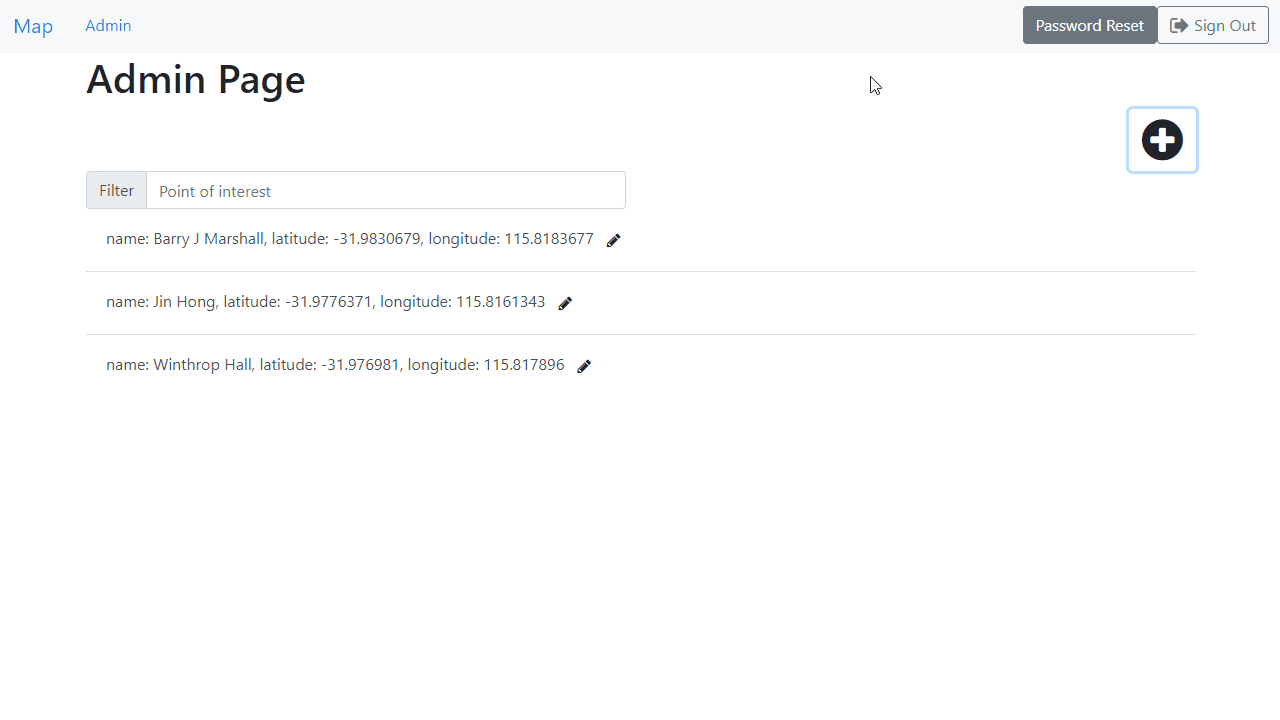 Map Admin Password Reset Sign Out
Admin Page
Filter Point of interest
name: Barry J Marshall, latitude: -31.9830679, longitude: 115.8183677
name: Jin Hong, latitude: -31.9776371, longitude: 115.8161343
name: Winthrop Hall, latitude: -31.976981, longitude: 115.817896